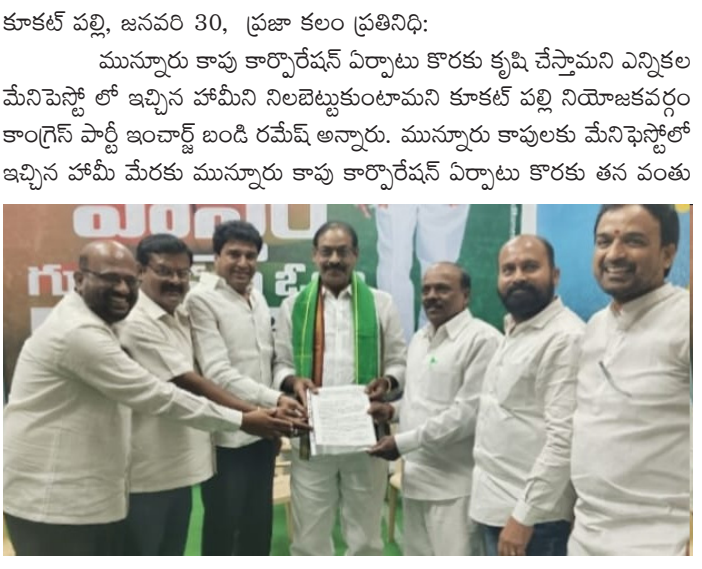 కూకట్ పల్లి, జనవరి 30, ప్రజా కలం ప్రతినిధి:
మున్నూరు కాపు కార్పొరేషన్ ఏర్పాటు కొరకు కృషి చేస్తామని ఎన్నికల
మేనిపెస్టో లో ఇచ్చిన హామీని నిలబెట్టుకుంటామని కూకట్ పల్లి నియోజకవర్గం
కాంగ్రెస్ పార్టీ ఇంచార్జ్ బండి రమేష్ అన్నారు. మున్నూరు కాపులకు మేనిఫెస్టోలో
ఇచ్చిన హామీ మేరకు మున్నూరు కాపు కార్పొరేషన్ ఏర్పాటు కొరకు తన వంతు